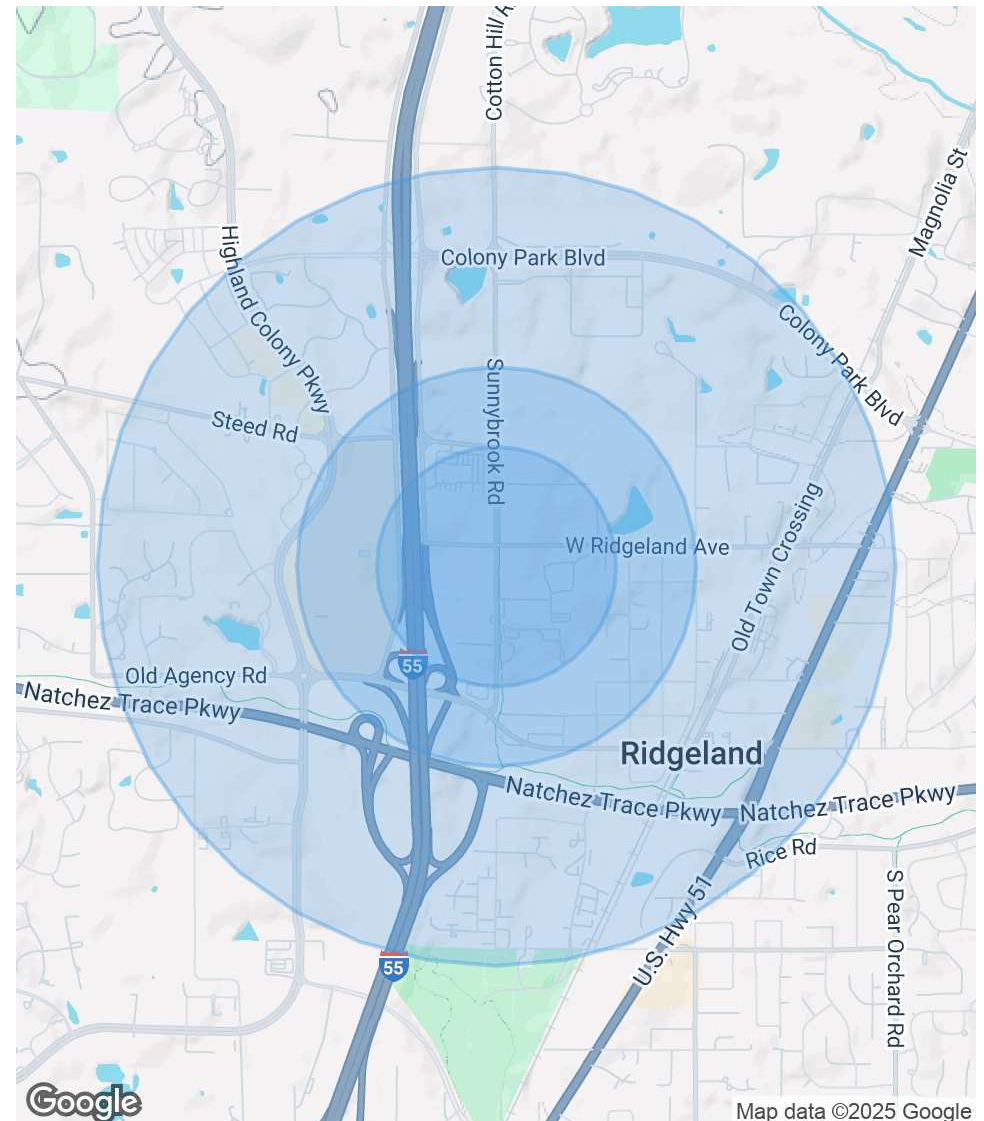 Cotton Hill
Magnolia St
Colony Park Blvd
Highland Colony Pkwy
Colony Park Blvd
Sunnybrook Rd
Steed Rd
W Ridgeland Ave
Old Town Crossing
55
Old Agency Rd
Natchez Trace Pkwy
Ridgeland
Natchez Trace Pkwy
Natchez Trace Pkwy
Rice Rd
U.S. Hwy 51
S Pear Orchard Rd
55
Google
Map data ©2025 Google